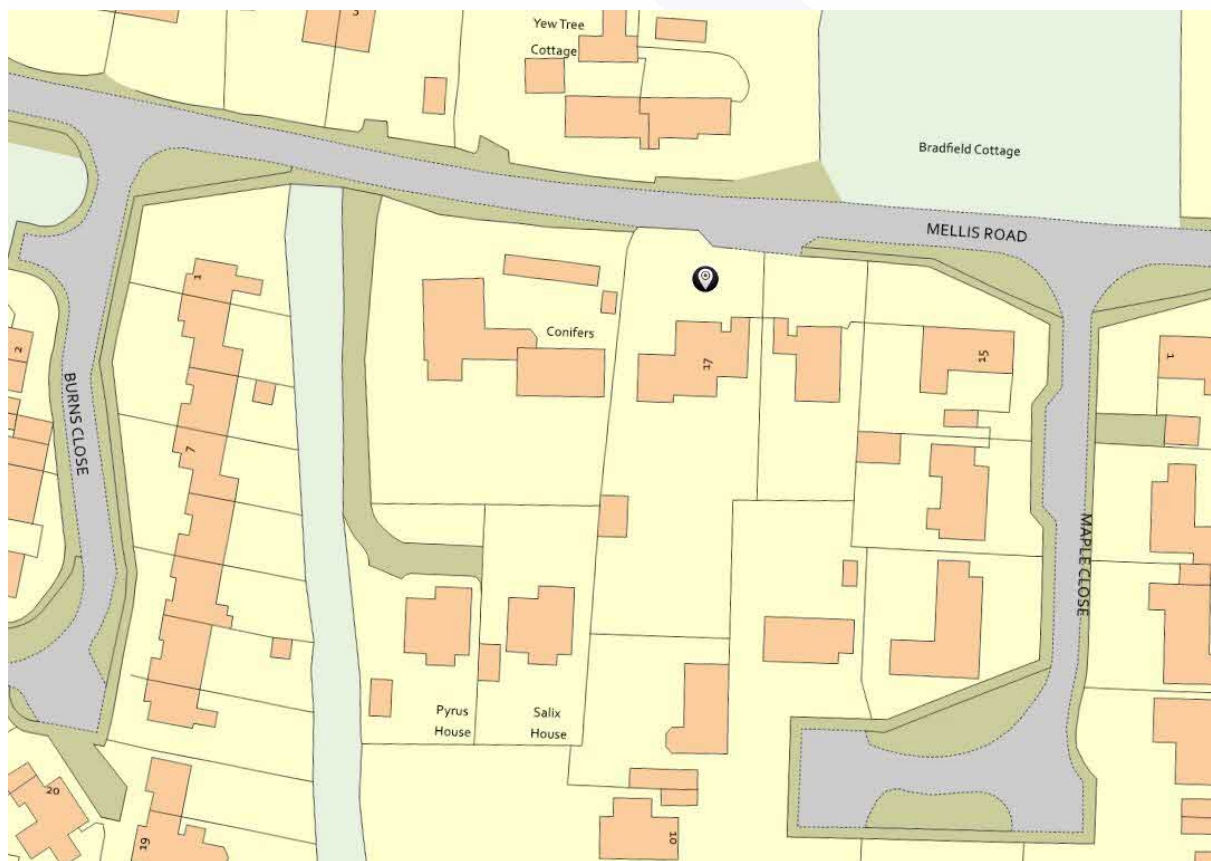 Yew Tree
Cottage
Bradfield Cottage
MELLIS ROAD
1
Conifers
17
15
1
2
BURNS CLOSE
7
MAPLE CLOSE
Pyrus
House
Salix
House
20
19
10